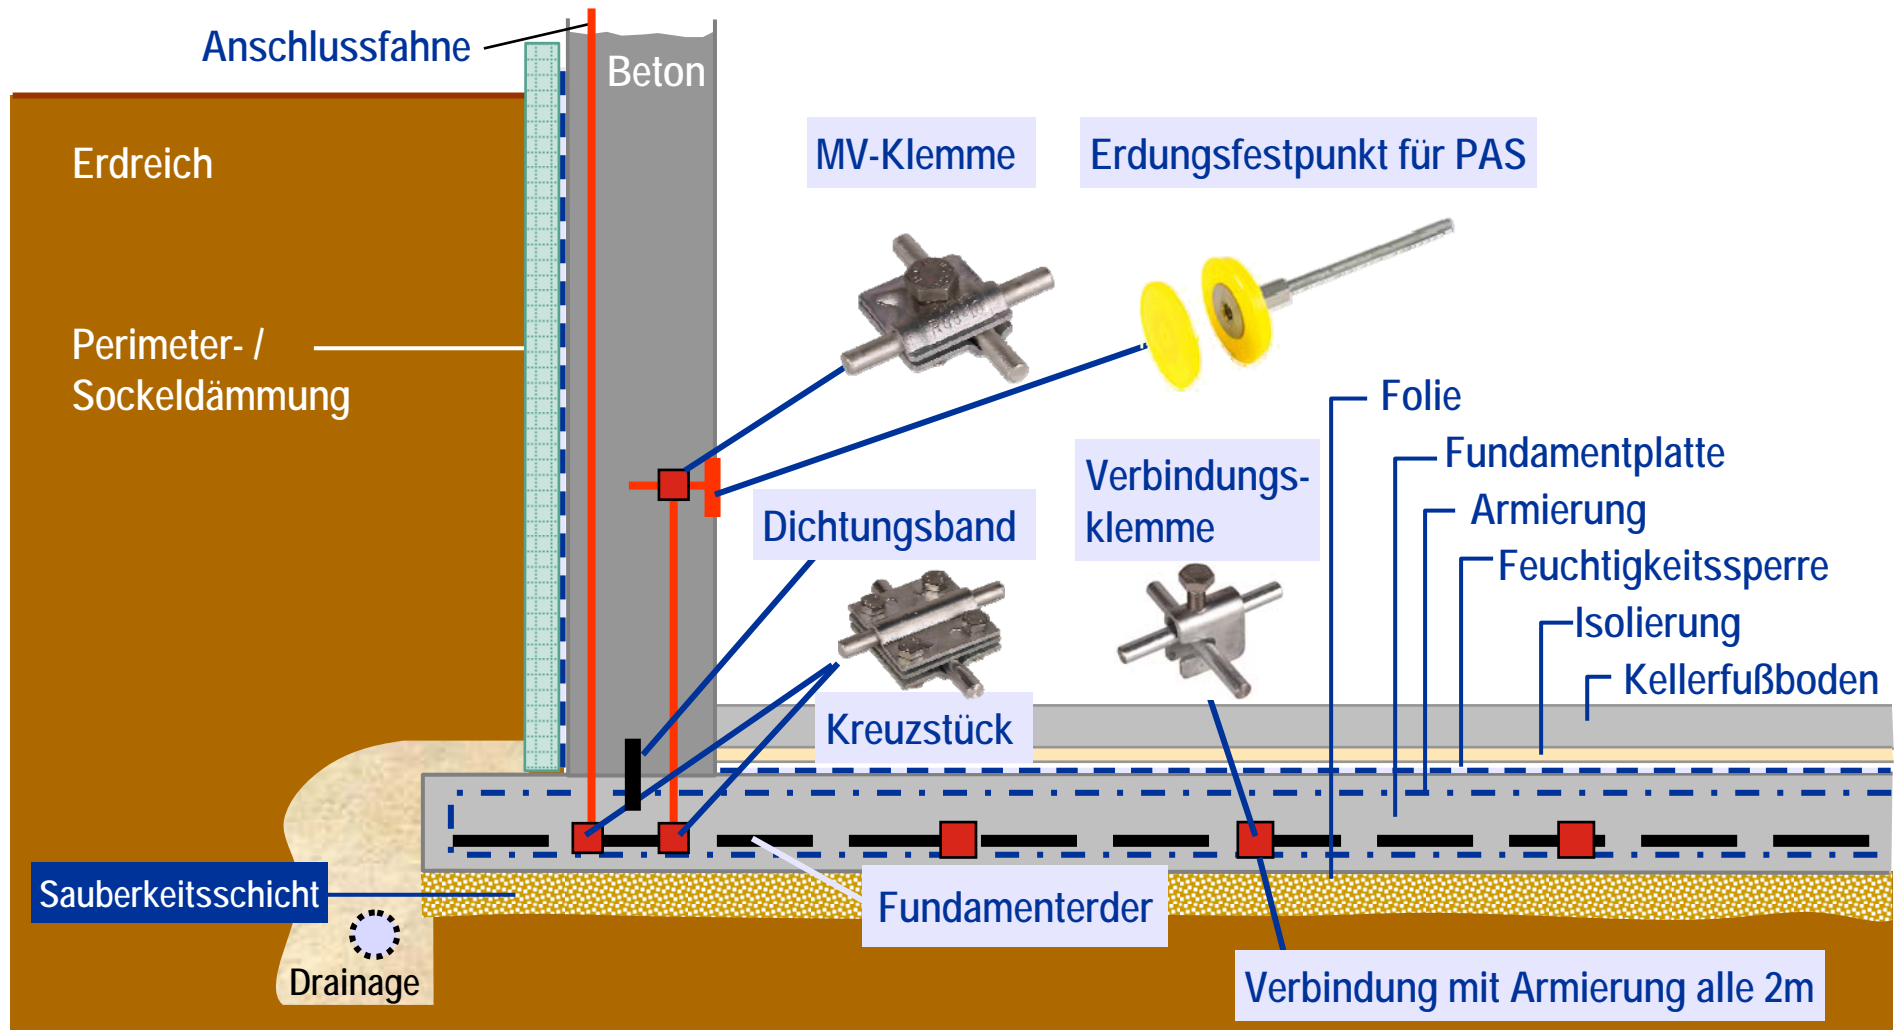 Anschlussfahne
Beton
Erdreich
MV-Klemme
Erdungsfestpunkt für PAS
Perimeter- /
Sockeldämmung
Folie
Fundamentplatte
Armierung
Feuchtigkeitssperre
Isolierung
Kellerfußboden
Verbindungs-
klemme
Dichtungsband
Kreuzstück
Sauberkeitsschicht
Fundamenterder
Drainage
Verbindung mit Armierung alle 2m